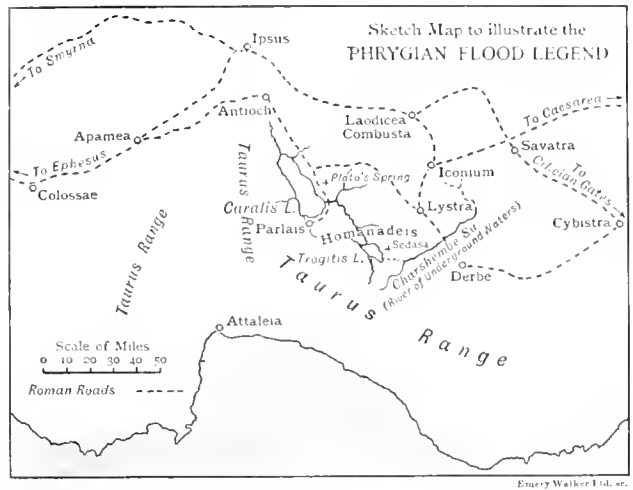 Sketch Map to illustrate the
PHRYGIAN FLOOD LEGEND
Ipsus
To Smyrna
Antioch
Laodicea
Combusta
To Caesarea
Apamea
Savatra
To Ephesus
Colossae
Taurus
Range
Plato's Spring
Iconium
To
Cilician Gates
Caralis L.
Parlais
Homanadeis
Lystra
Cybistra
Sedasa
Trogitis L.
Charshembe Su
(River of Underground Waters)
Derbe
Taurus Range
Taurus Range
Attaleia
Scale of Miles
0 10 20 30 40 50
Roman Roads
Emery Walker Ltd. sc.